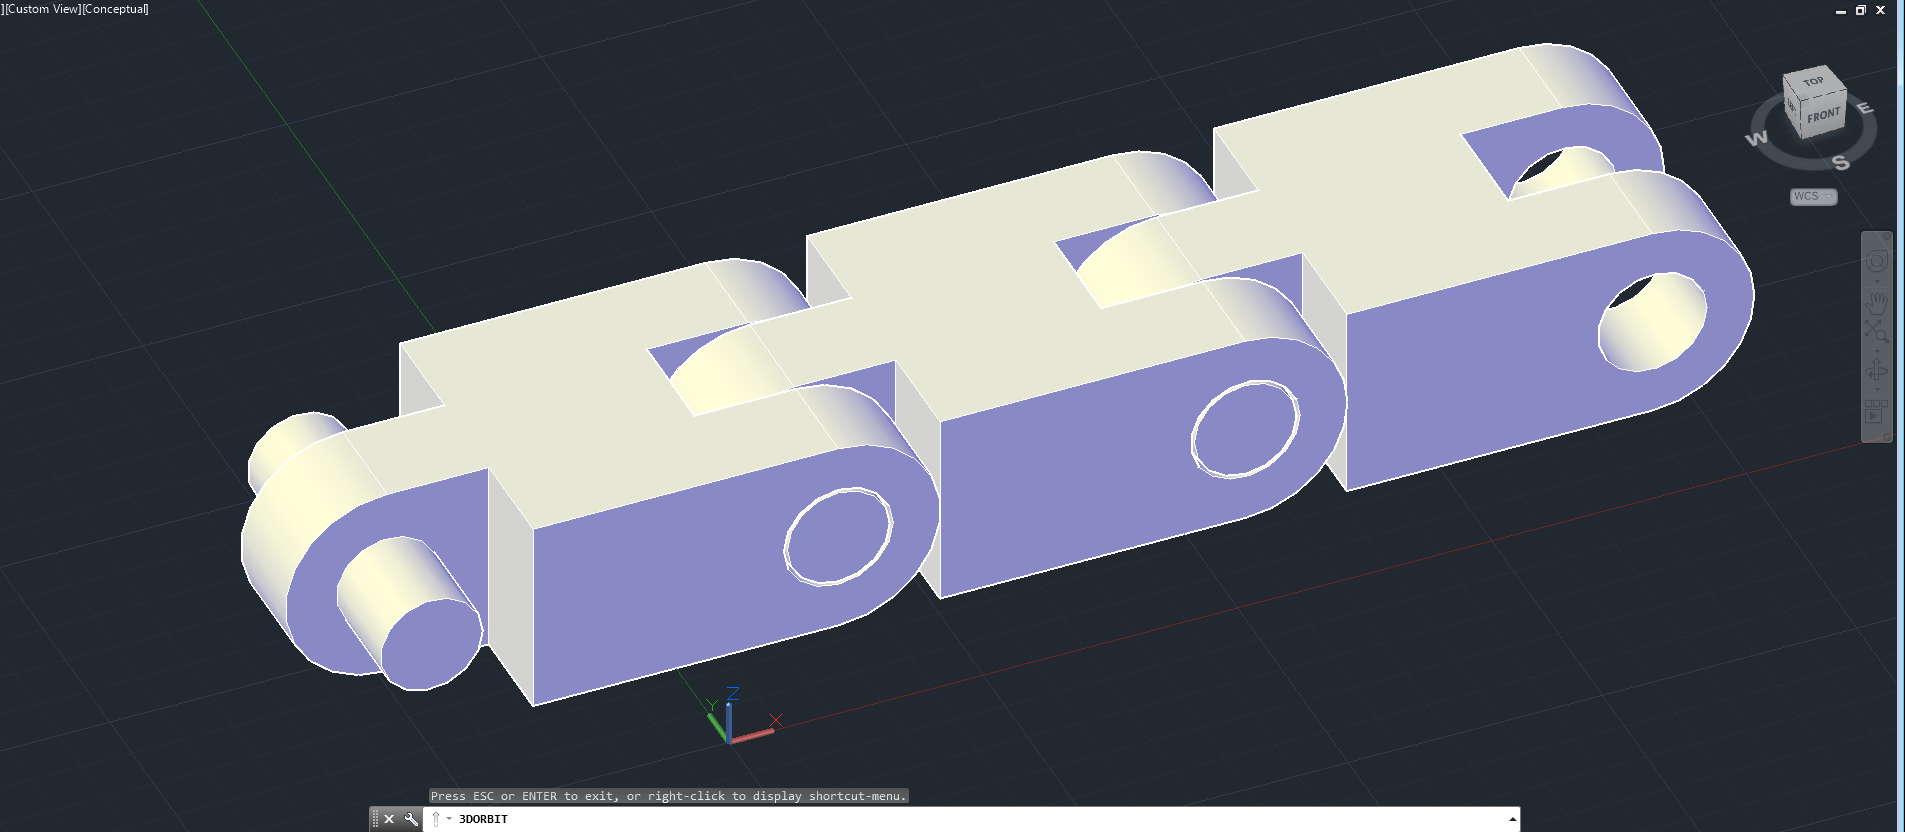 ][Custom View][Conceptual]
TOP
FRONT
W
E
S
WCS
Z
Y
X
Press ESC or ENTER to exit, or right-click to display shortcut-menu.
3DORBIT